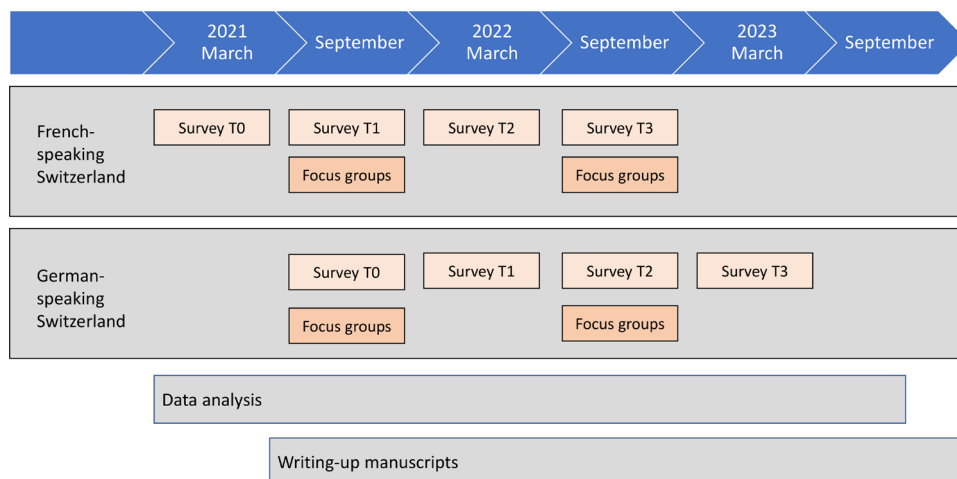 2021
March
September
2022
March
September
2023
March
September
French-
speaking
Switzerland
Survey T0
Survey T1
Survey T2
Survey T3
Focus groups
Focus groups
German-
speaking
Switzerland
Survey T0
Survey T1
Survey T2
Survey T3
Focus groups
Focus groups
Data analysis
Writing-up manuscripts